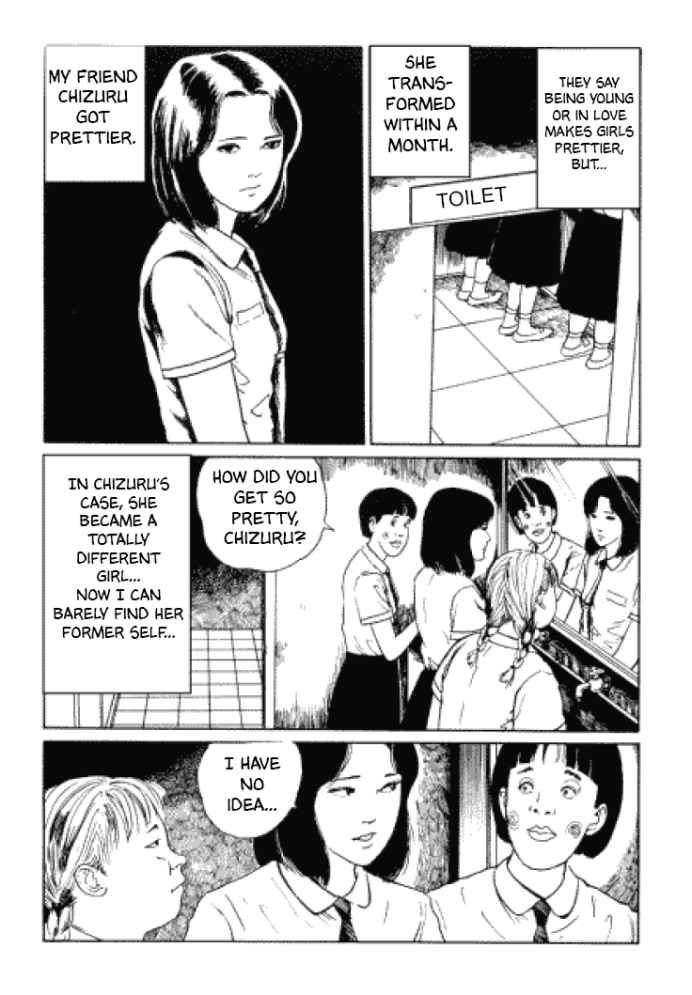 MY FRIEND
CHIZURU
GOT
PRETTIER.
SHE
TRANS-
FORMED
WITHIN A
MONTH.
THEY SAY
BEING YOUNG
OR IN LOVE
MAKES GIRLS
PRETTIER,
BUT...
TOILET
IN CHIZURU'S
CASE, SHE
BECAME A
TOTALLY
DIFFERENT
GIRL...
NOW I CAN
BARELY FIND HER
FORMER SELF...
HOW DID YOU
GET SO
PRETTY,
CHIZURU?
I HAVE
NO
IDEA...